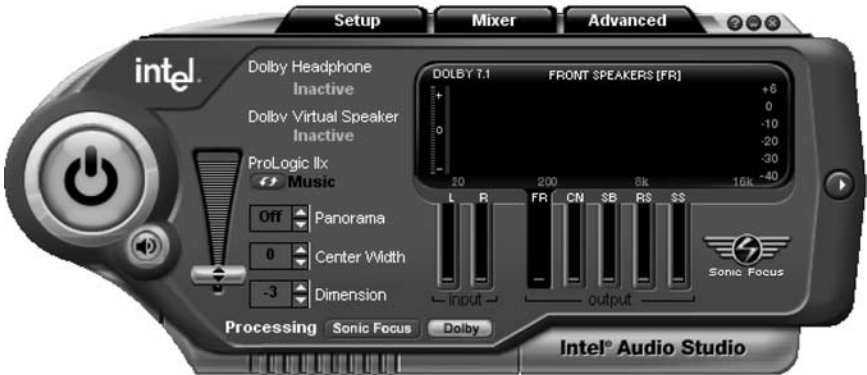 Setup Mixer Advanced
intel.
Dolby Headphone
Inactive
Dolby Virtual Speaker
Inactive
ProLogic IIx
Music
Off Panorama
0 Center Width
-3 Dimension
Processing Sonic Focus Dolby
DOLBY 7.1 FRONT SPEAKERS [FR]
+
0
-
+6
0
-10
-20
-30
-40
20 200 8k 16k
L R FR CN SB RS SS
input output
Sonic Focus
Intel® Audio Studio